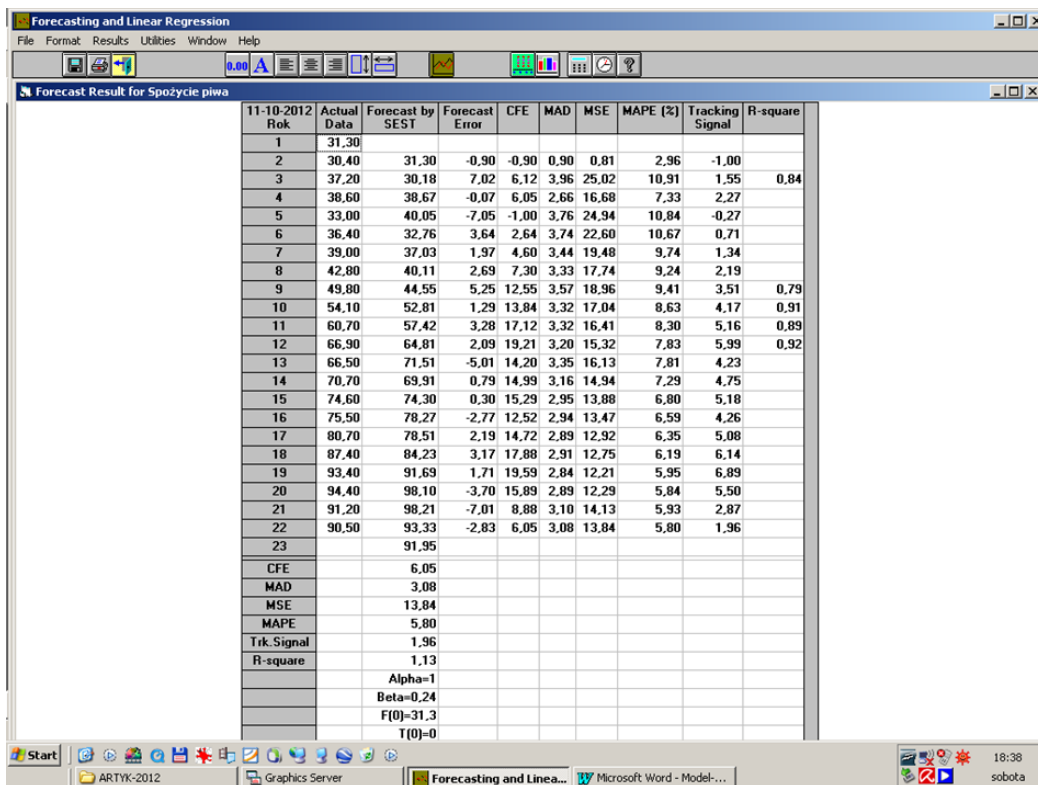 Forecasting and Linear Regression
File Format Results Utilities Window Help
0.00 A
Forecast Result for Spożycie piwa
11-10-2012 Actual Forecast by Forecast CFE MAD MSE MAPE (%) Tracking R-square
Rok Data SEST Error Signal
1 31,30
2 30,40 31,30 -0,90 -0,90 0,90 0,81 2,96 -1,00
3 37,20 30,18 7,02 6,12 3,96 25,02 10,91 1,55 0,84
4 38,60 38,67 -0,07 6,05 2,66 16,68 7,33 2,27
5 33,00 40,05 -7,05 -1,00 3,76 24,94 10,84 -0,27
6 36,40 32,76 3,64 2,64 3,74 22,60 10,67 0,71
7 39,00 37,03 1,97 4,60 3,44 19,48 9,74 1,34
8 42,80 40,11 2,69 7,30 3,33 17,74 9,24 2,19
9 49,80 44,55 5,25 12,55 3,57 18,96 9,41 3,51 0,79
10 54,10 52,81 1,29 13,84 3,32 17,04 8,63 4,17 0,91
11 60,70 57,42 3,28 17,12 3,32 16,41 8,30 5,16 0,89
12 66,90 64,81 2,09 19,21 3,20 15,32 7,83 5,99 0,92
13 66,50 71,51 -5,01 14,20 3,35 16,13 7,81 4,23
14 70,70 69,91 0,79 14,99 3,16 14,94 7,29 4,75
15 74,60 74,30 0,30 15,29 2,95 13,88 6,80 5,18
16 75,50 78,27 -2,77 12,52 2,94 13,47 6,59 4,26
17 80,70 78,51 2,19 14,72 2,89 12,92 6,35 5,08
18 87,40 84,23 3,17 17,88 2,91 12,75 6,19 6,14
19 93,40 91,69 1,71 19,59 2,84 12,21 5,95 6,89
20 94,40 98,10 -3,70 15,89 2,89 12,29 5,84 5,50
21 91,20 98,21 -7,01 8,88 3,10 14,13 5,93 2,87
22 90,50 93,33 -2,83 6,05 3,08 13,84 5,80 1,96
23 91,95
CFE 6,05
MAD 3,08
MSE 13,84
MAPE 5,80
Trk.Signal 1,96
R-square 1,13
Alpha=1
Beta=0,24
F(0)=31,3
T(0)=0
Start 18:38
ARTYK-2012 Graphics Server Forecasting and Linea... Microsoft Word - Model-... sobota